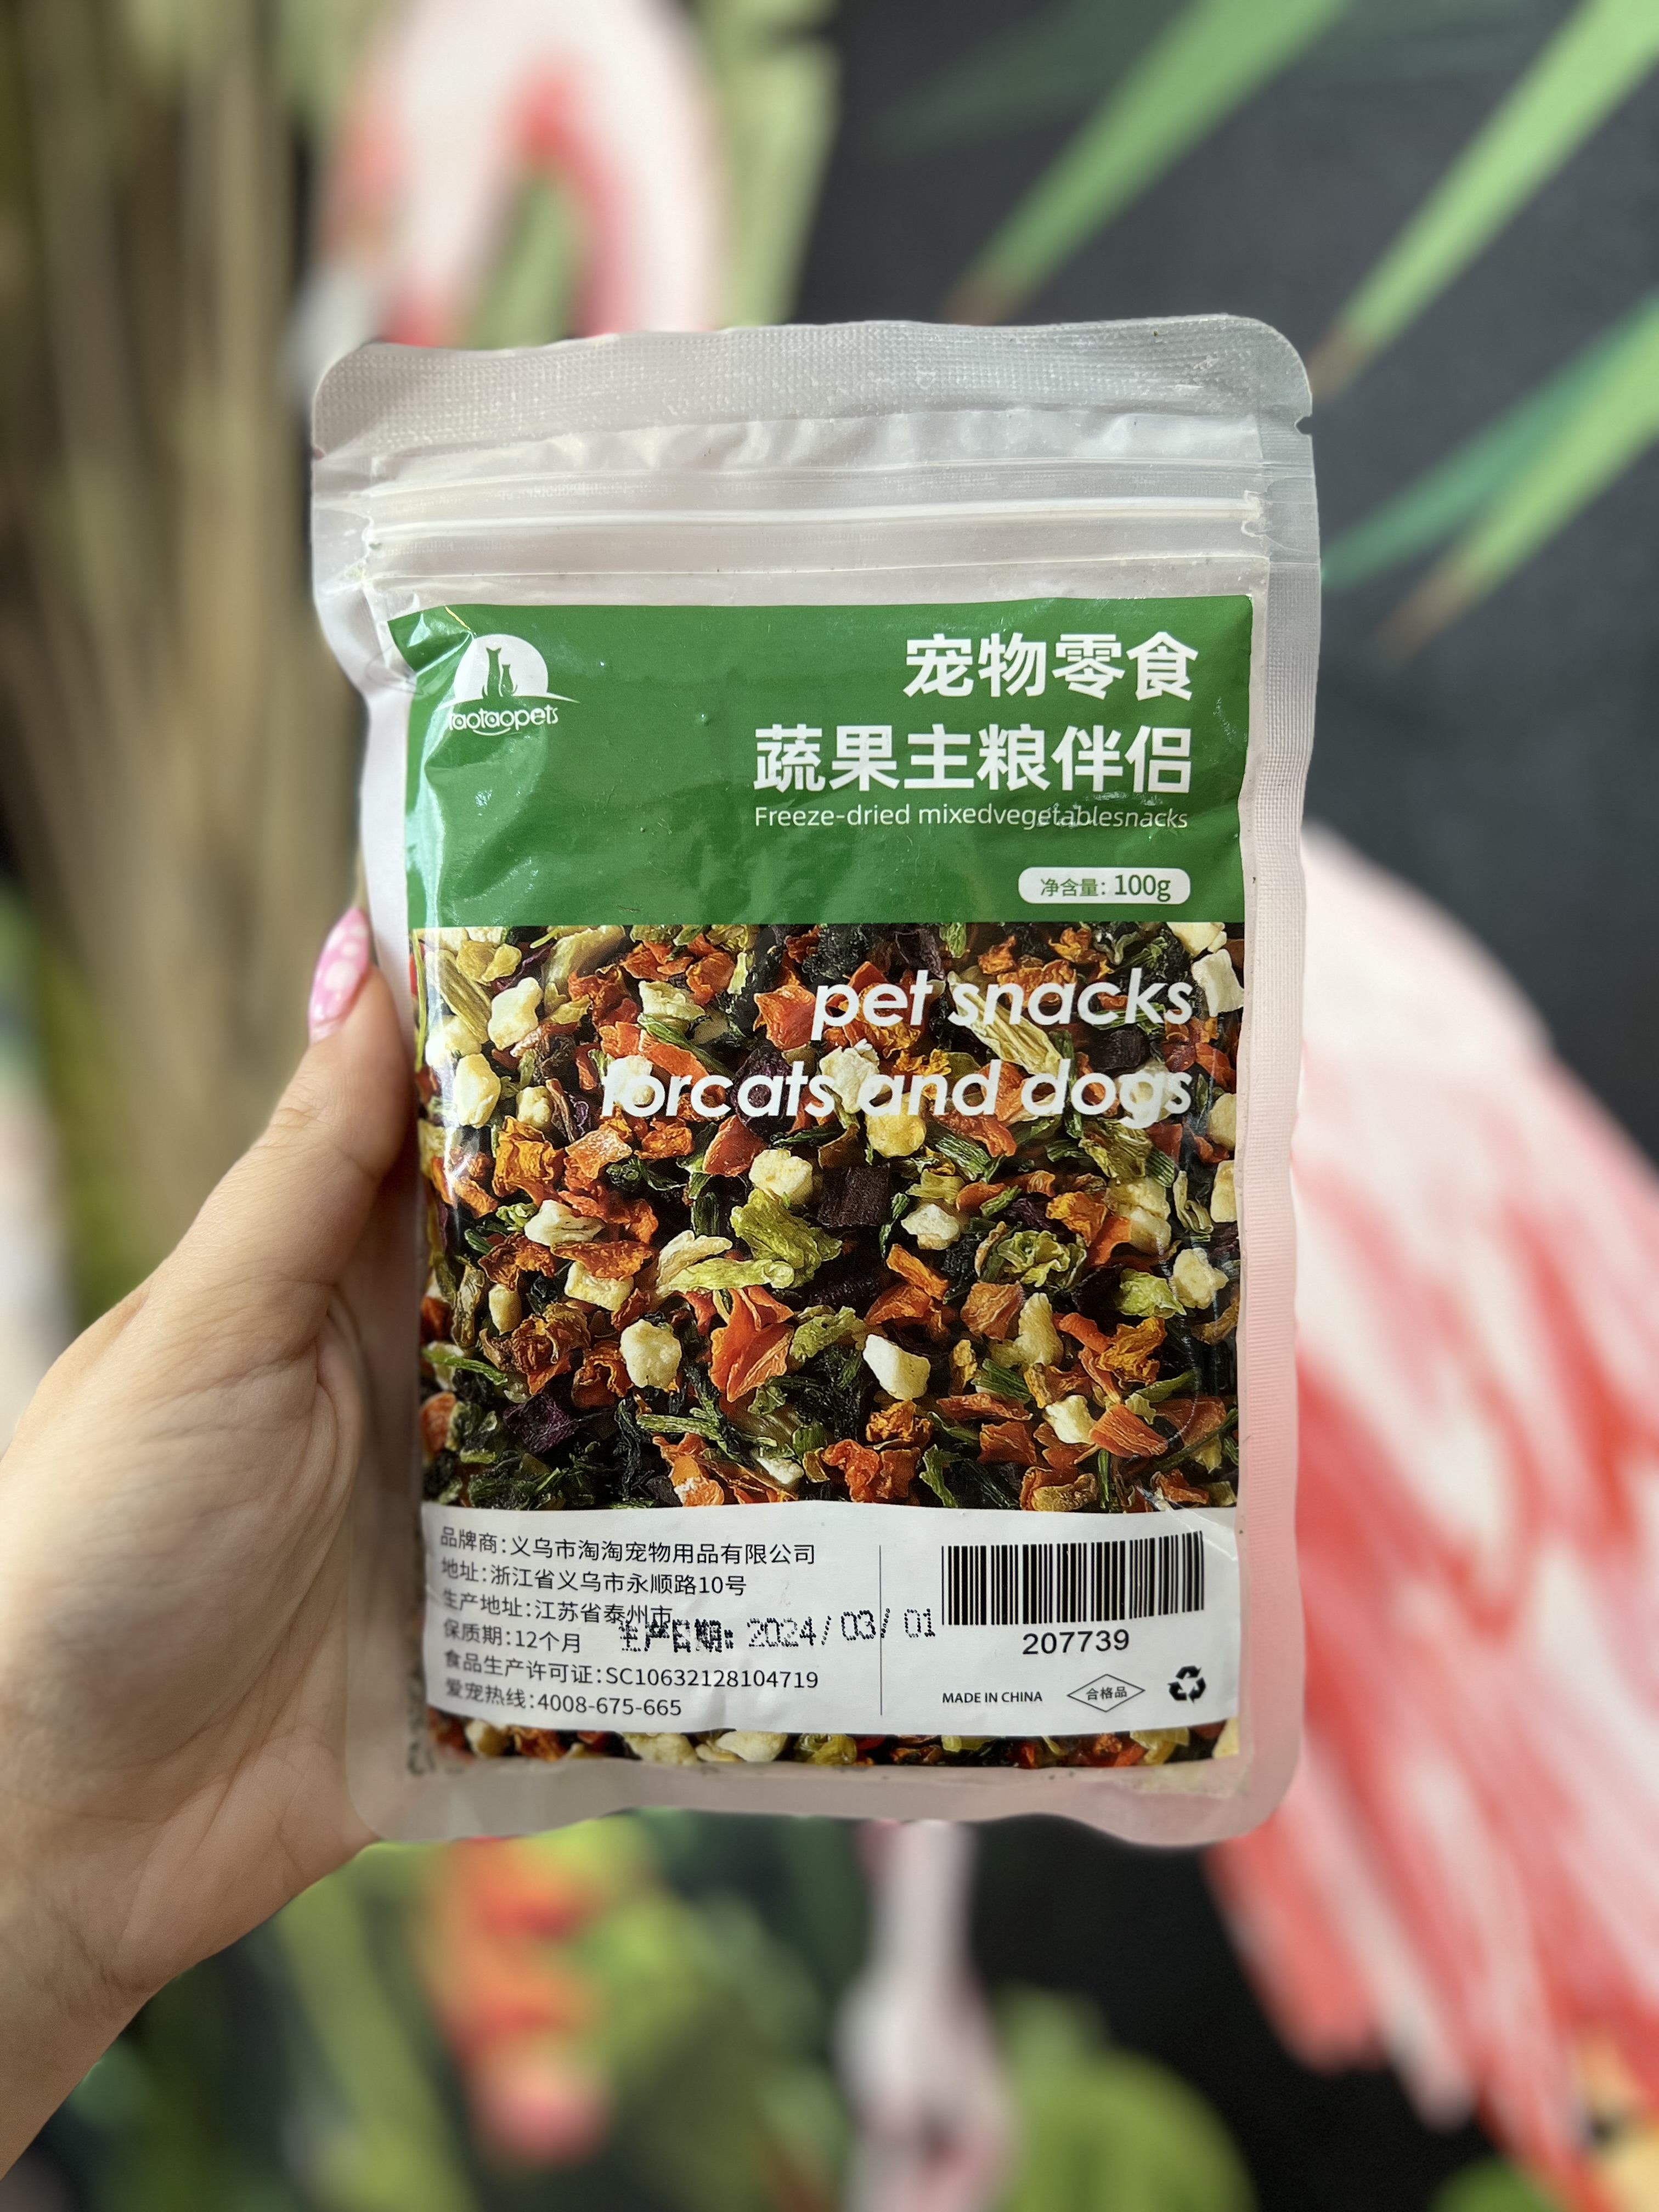 taotaopets
宠物零食
蔬果主粮伴侣
Freeze-dried mixedvegetablesnacks
净含量: 100g
pet snacks
forcats and dogs
品牌商:义乌市淘淘宠物用品有限公司
地址:浙江省义乌市永顺路10号
生产地址:江苏省泰州市
保质期:12个月
生产日期: 2024/ 03/ 01
食品生产许可证:SC10632128104719
爱宠热线:4008-675-665
207739
MADE IN CHINA
合格品